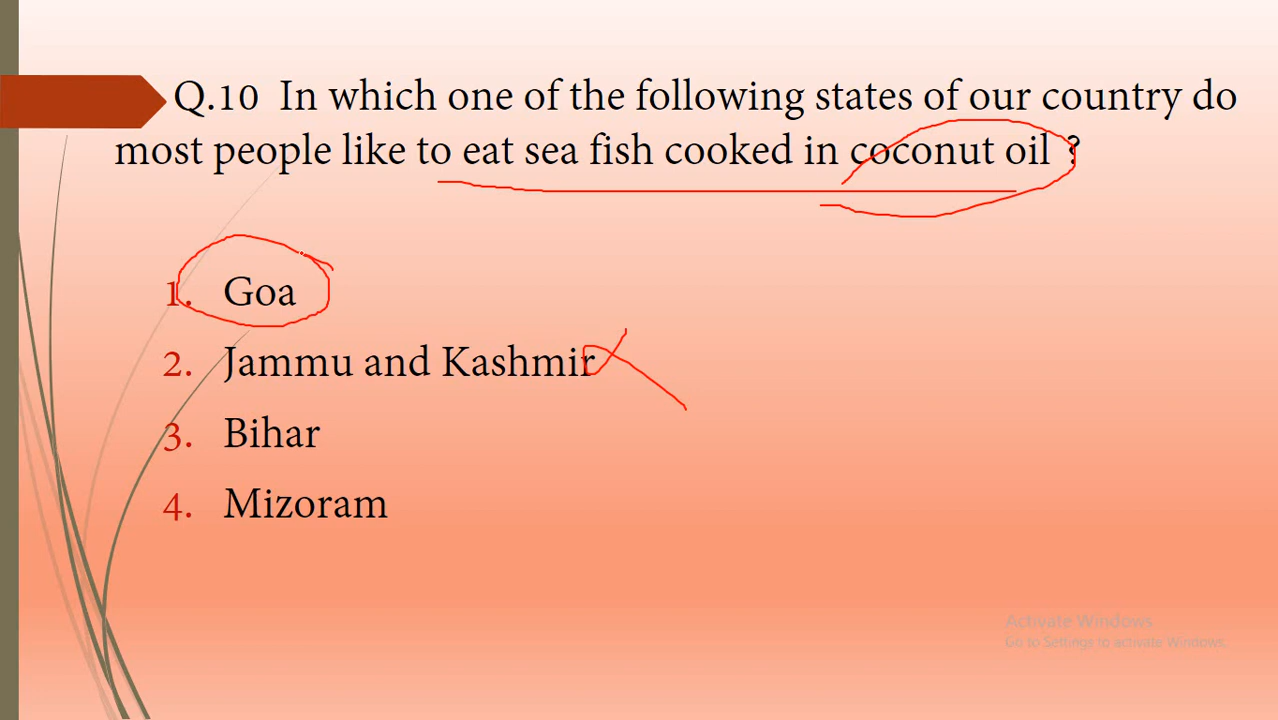 Q.10 In which one of the following states of our country do
most people like to eat sea fish cooked in coconut oil ?
1. Goa
2. Jammu and Kashmir
3. Bihar
4. Mizoram
Activate Windows
Go to Settings to activate Windows.